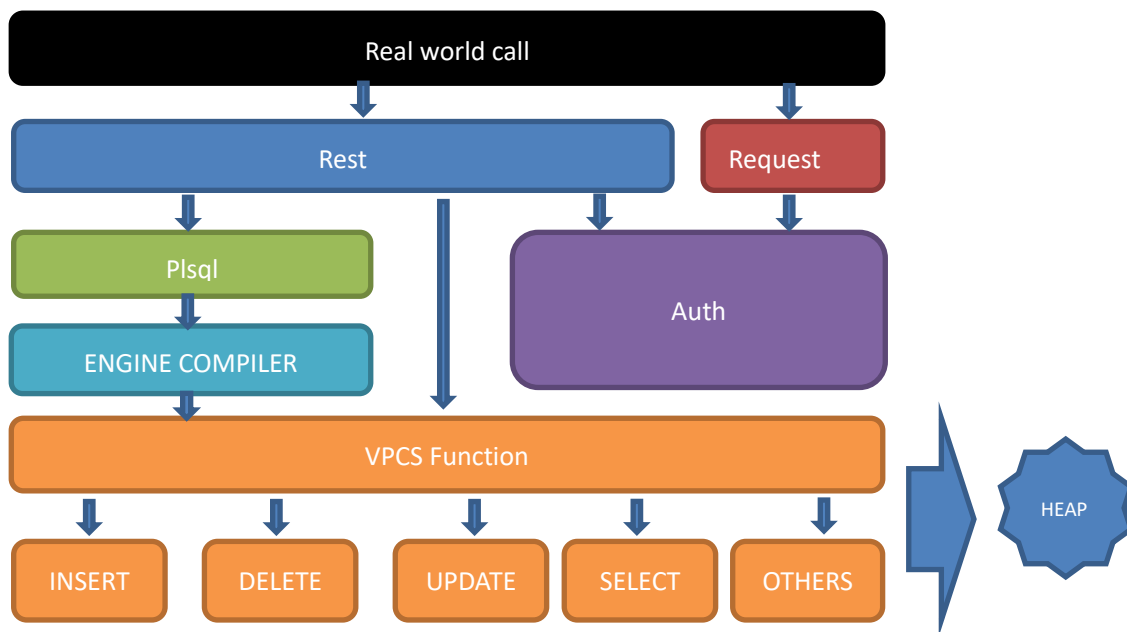 Real world call
Rest
Request
Plsql
Auth
ENGINE COMPILER
VPCS Function
HEAP
INSERT
DELETE
UPDATE
SELECT
OTHERS